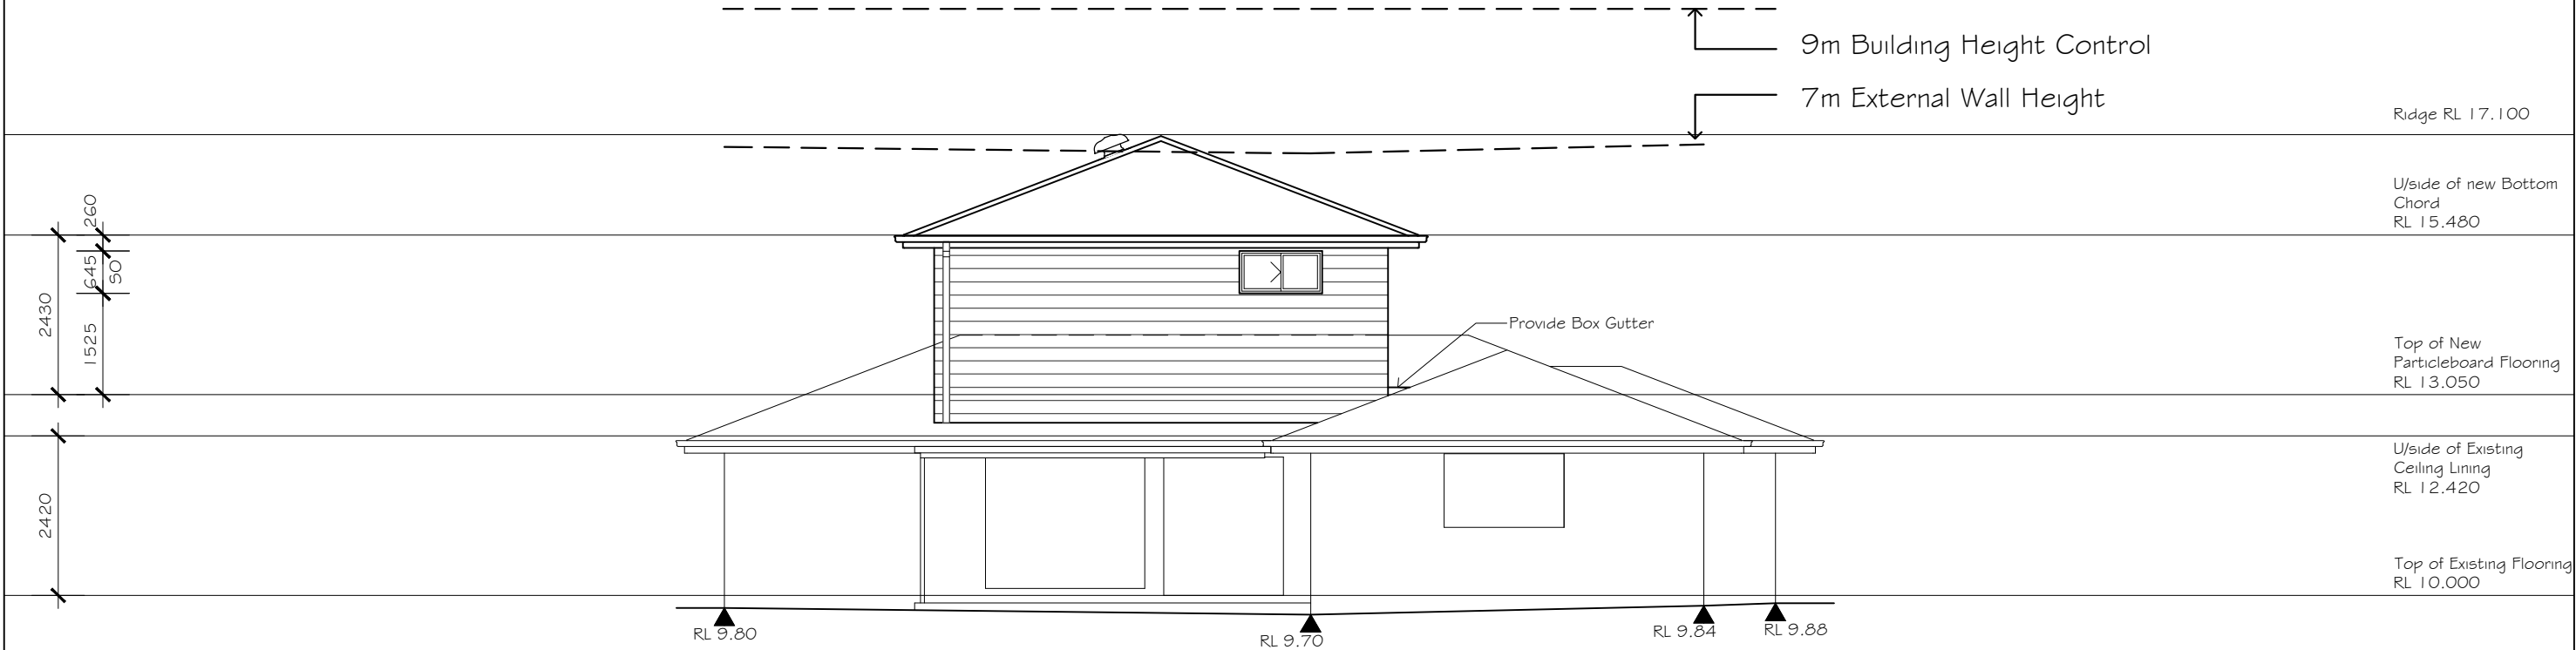 9m Building Height Control
7m External Wall Height
Ridge RL 17.100
U/side of new Bottom
Chord
RL 15.480
260
645
50
2430
1525
Provide Box Gutter
Top of New
Particleboard Flooring
RL 13.050
U/side of Existing
Ceiling Lining
RL 12.420
2420
Top of Existing Flooring
RL 10.000
RL 9.80
RL 9.70
RL 9.84
RL 9.88